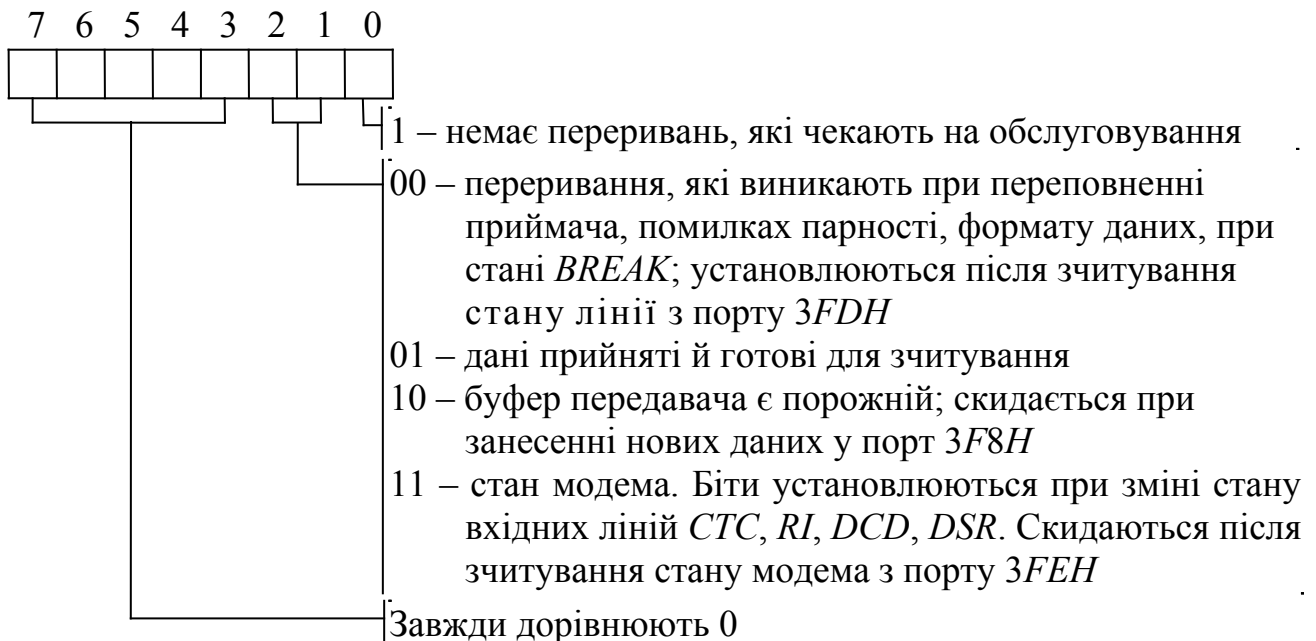 7 6 5 4 3 2 1 0
1 – немає переривань, які чекають на обслуговування
00 – переривання, які виникають при переповненні
приймача, помилках парності, формату даних, при
стані BREAK; установлюються після зчитування
стану лінії з порту 3FDH
01 – дані прийняті й готові для зчитування
10 – буфер передавача є порожній; скидається при
занесенні нових даних у порт 3F8H
11 – стан модема. Біти установлюються при зміні стану
вхідних ліній CTC, RI, DCD, DSR. Скидаються після
зчитування стану модема з порту 3FEH
Завжди дорівнюють 0